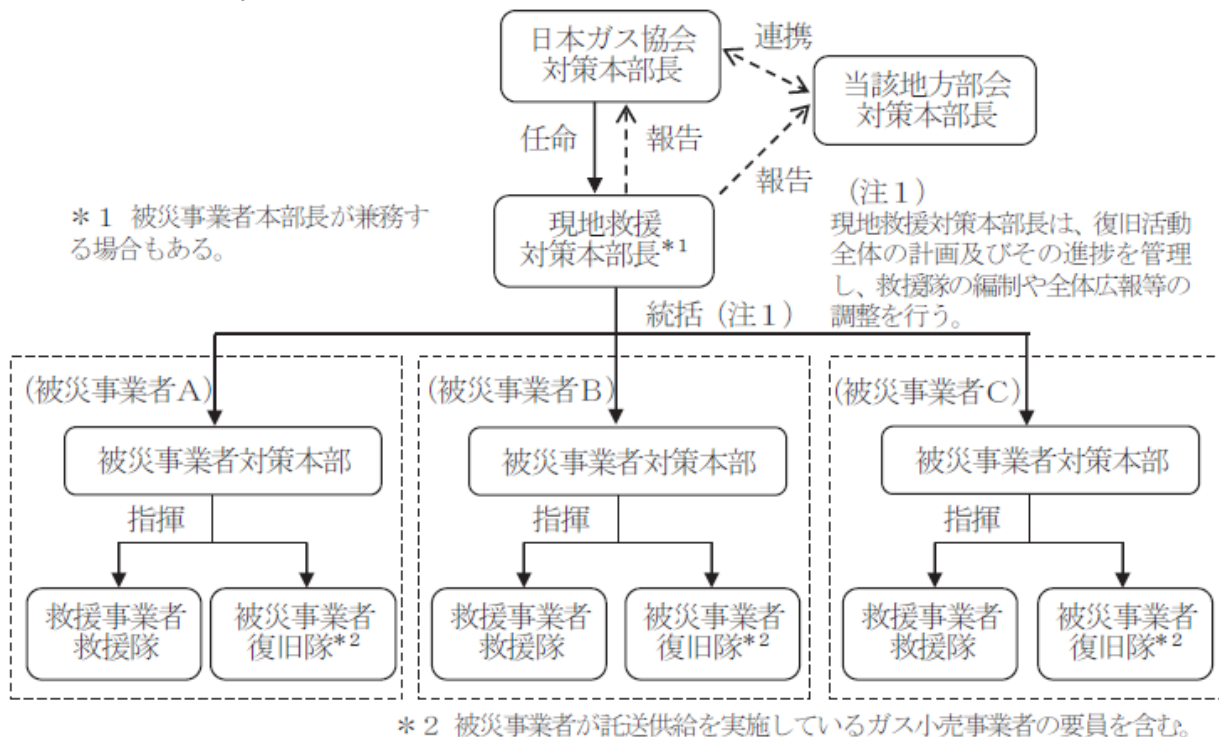 日本ガス協会
対策本部長
連携
当該地方部会
対策本部長
任命
報告
報告
(注1)
現地救援対策本部長は、復旧活動
全体の計画及びその進捗を管理
し、救援隊の編制や全体広報等の
調整を行う。
*1 被災事業者本部長が兼務す
る場合もある。
現地救援
対策本部長*1
統括(注1)
(被災事業者A)
被災事業者対策本部
指揮
救援事業者
救援隊
被災事業者
復旧隊*2
(被災事業者B)
被災事業者対策本部
指揮
救援事業者
救援隊
被災事業者
復旧隊*2
(被災事業者C)
被災事業者対策本部
指揮
救援事業者
救援隊
被災事業者
復旧隊*2
*2 被災事業者が託送供給を実施しているガス小売事業者の要員を含む。